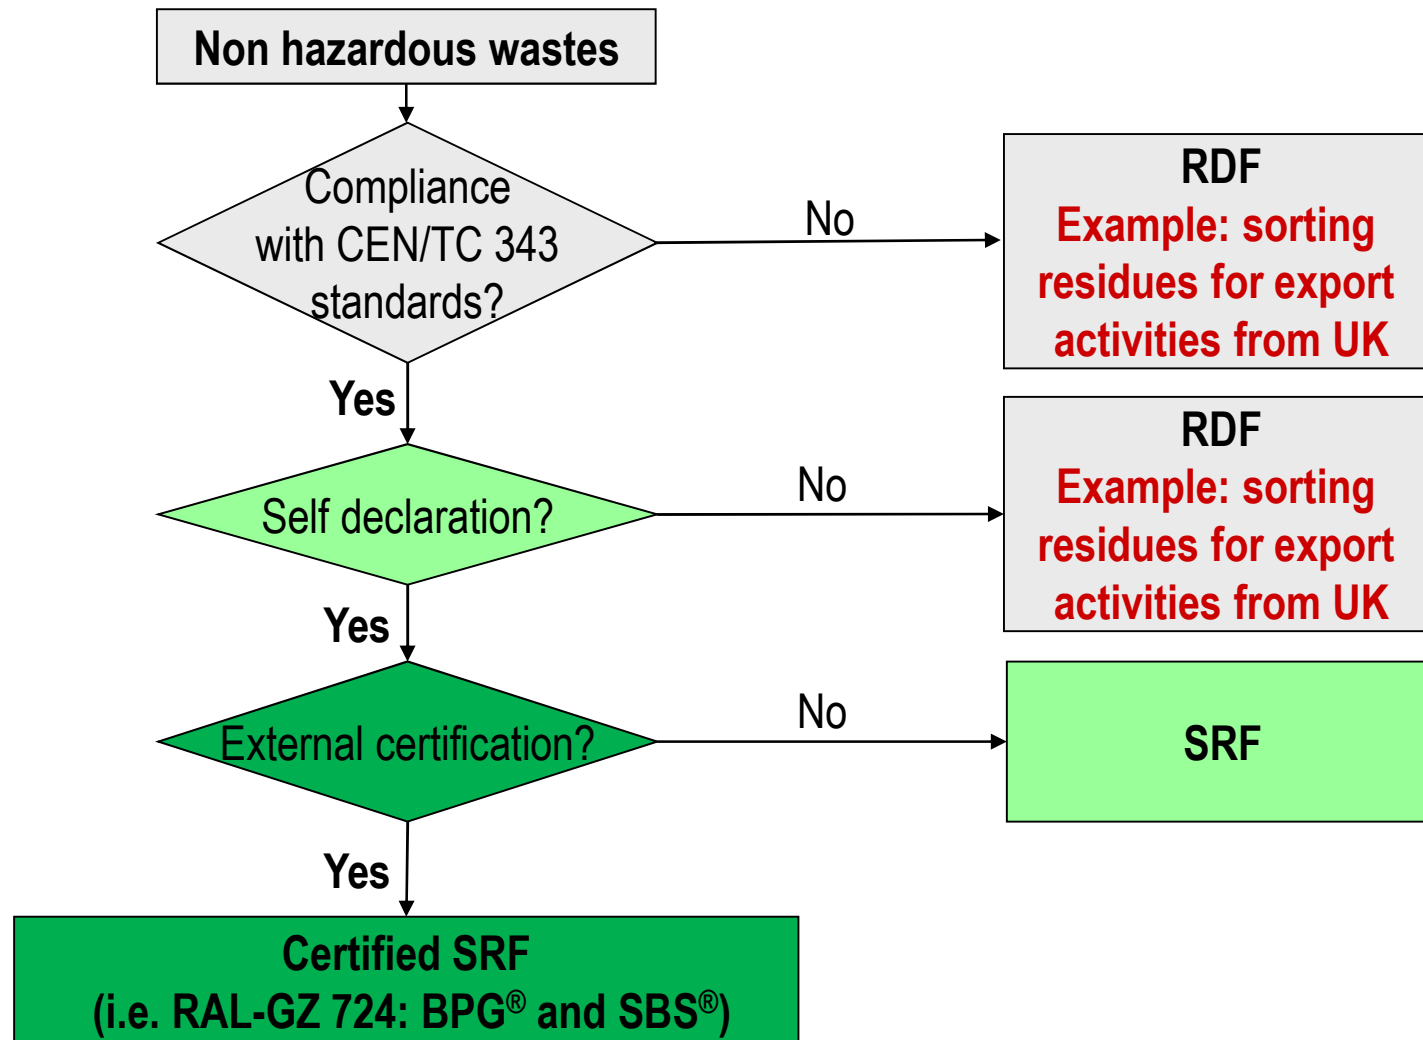 Non hazardous wastes
Compliance
with CEN/TC 343
standards?
No
RDF
Example: sorting
residues for export
activities from UK
Yes
Self declaration?
No
RDF
Example: sorting
residues for export
activities from UK
Yes
External certification?
No
SRF
Yes
Certified SRF
(i.e. RAL-GZ 724: BPG® and SBS®)